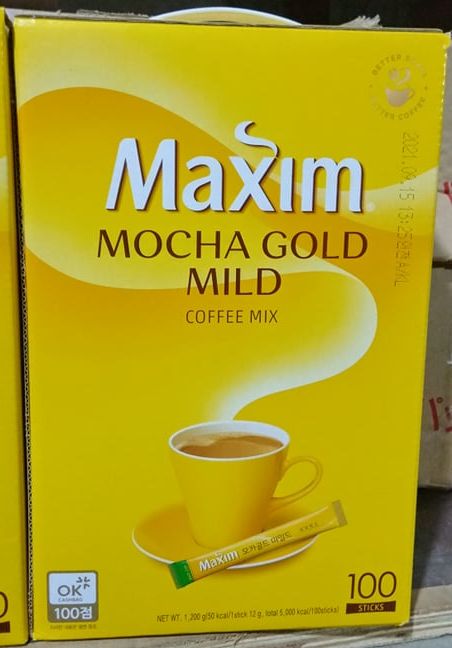 Maxim
MOCHA GOLD
MILD
COFFEE MIX
2021.09.15 13:25
Maxim 모카골드 마일드
OK
CASHBAG
100점
100
STICKS
NET WT. 1,200 g(50 kcal/1stick 12 g, total 5,000 kcal/100sticks)